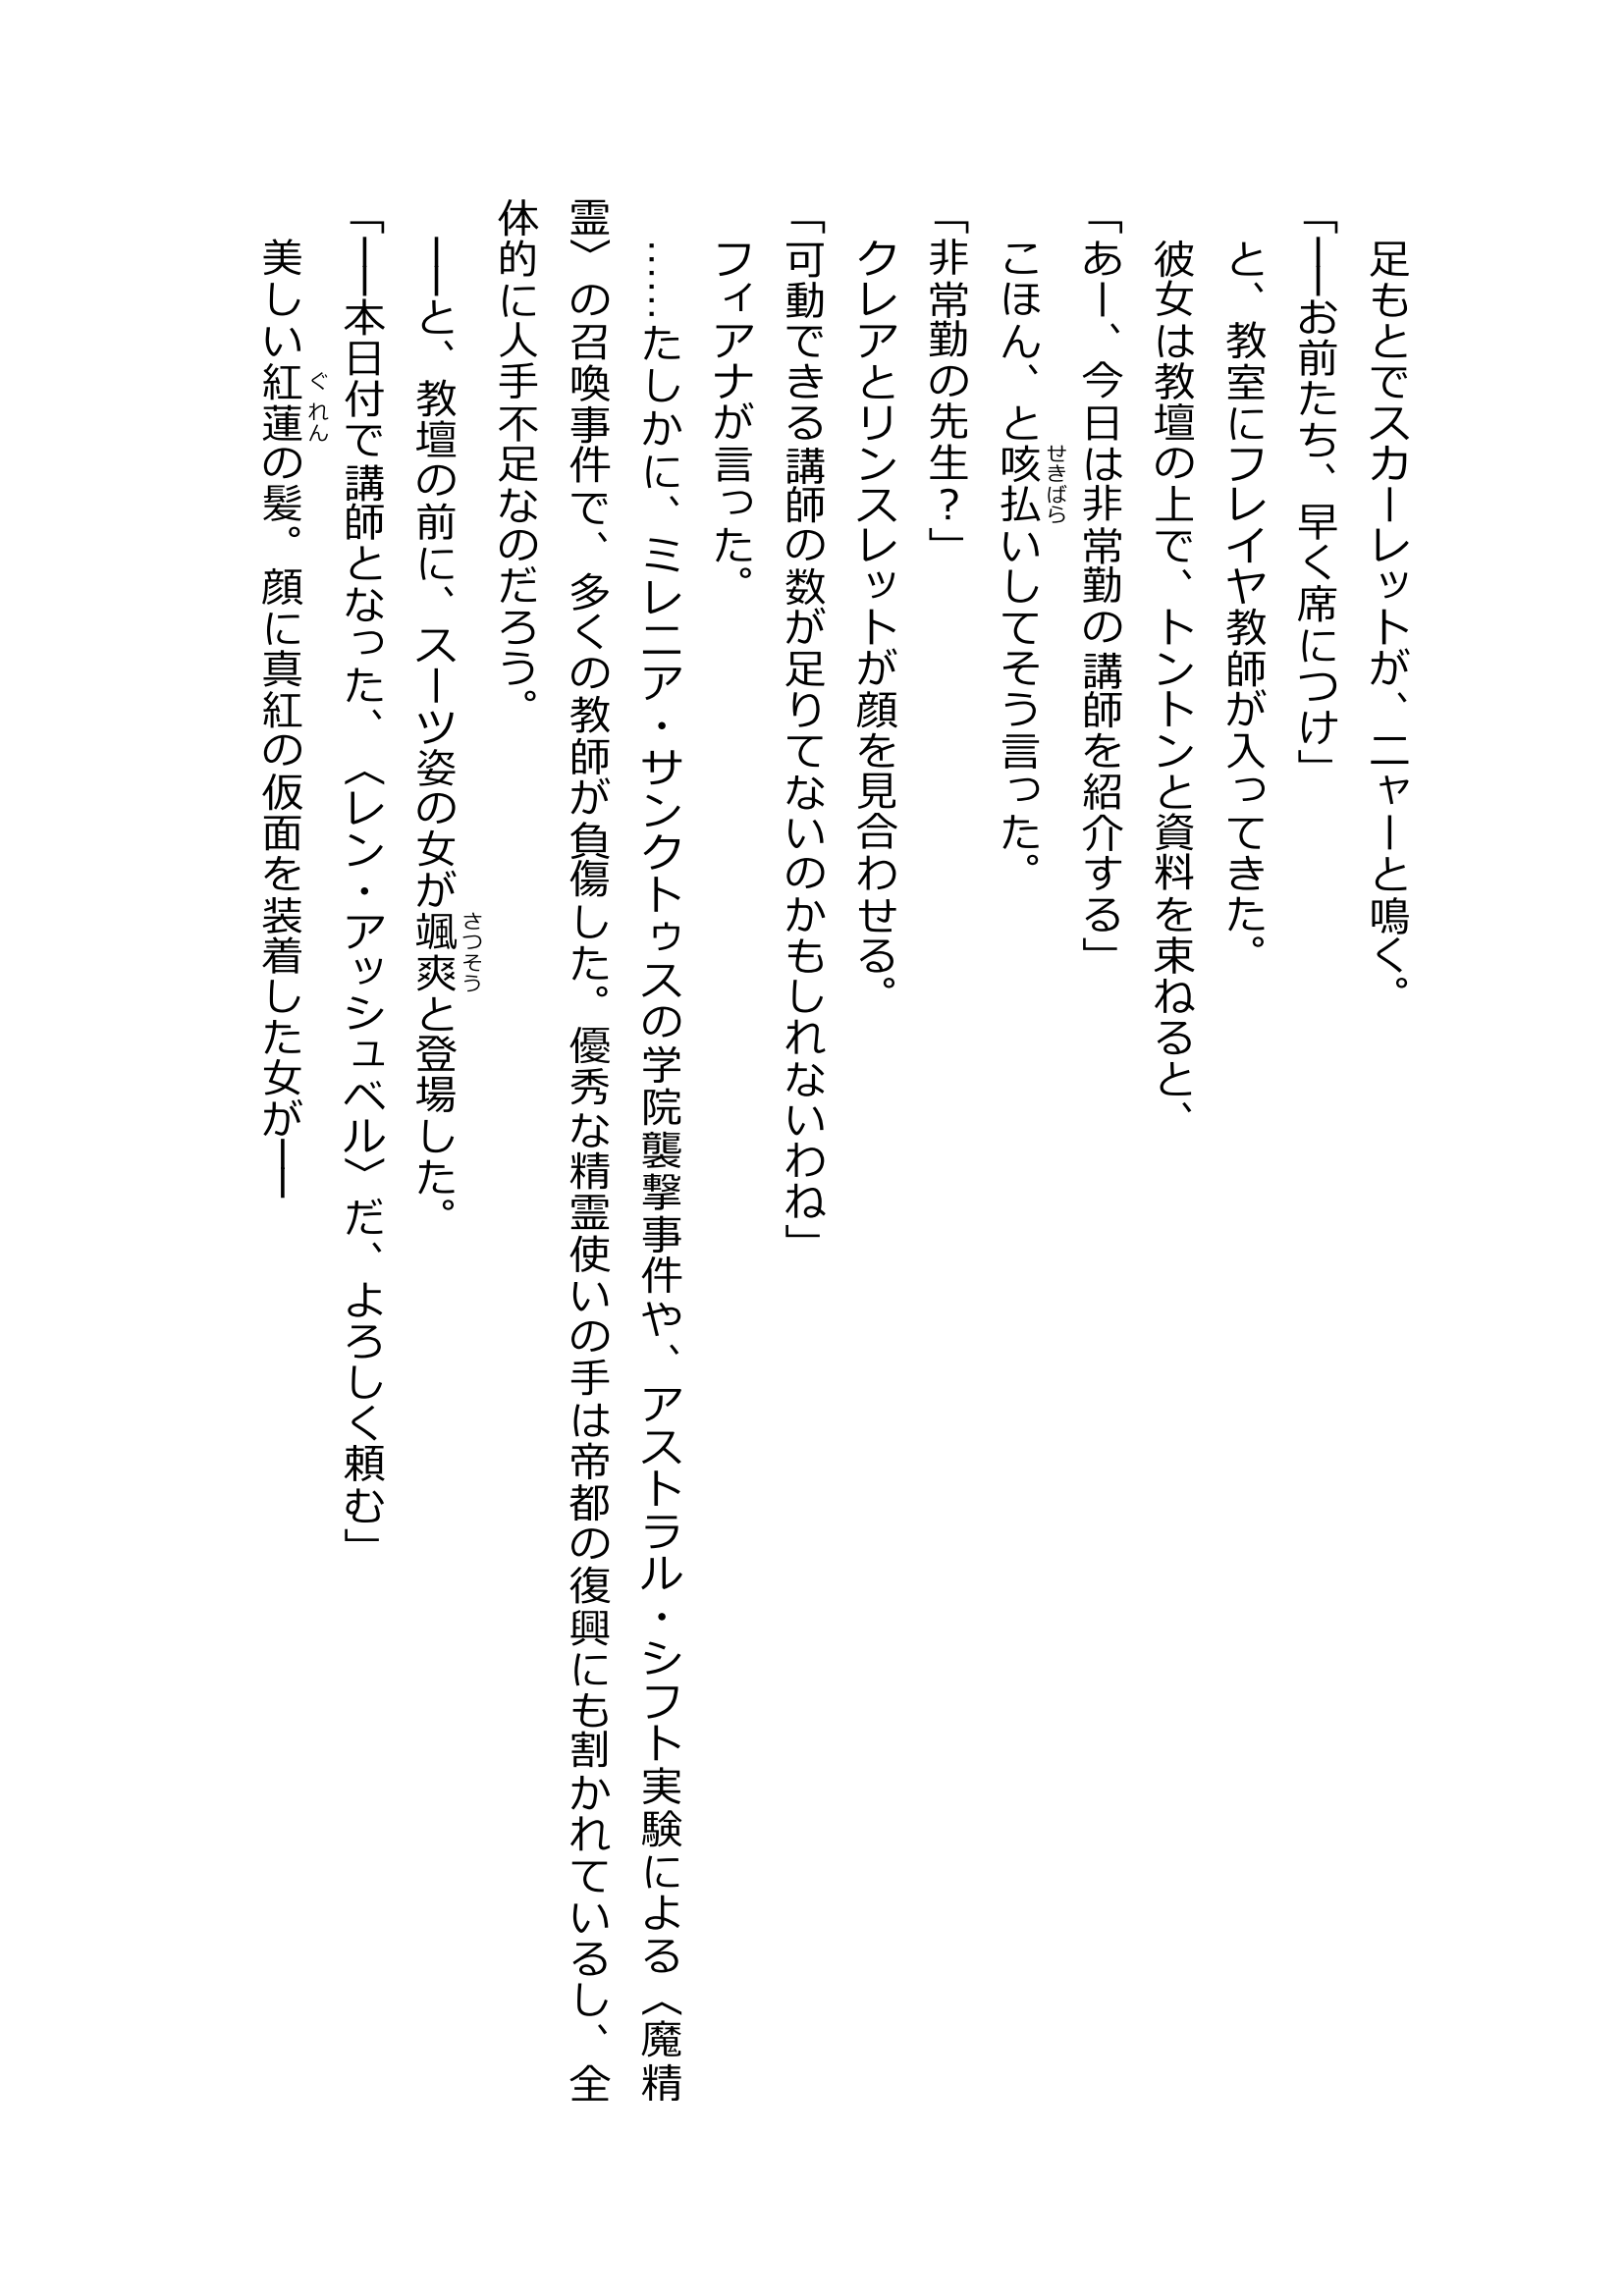 足もとでスカーレットが、ニャーと鳴く。
「――お前たち、早く席につけ」
と、教室にフレイヤ教師が入ってきた。
彼女は教壇の上で、トントンと資料を束ねると、
「あー、今日は非常勤の講師を紹介する」
こほん、と咳払いしてそう言った。
「非常勤の先生？」
クレアとリンスレットが顔を見合わせる。
「可動できる講師の数が足りてないのかもしれないわね」
フィアナが言った。
……たしかに、ミレニア・サンクトゥスの学院襲撃事件や、アストラル・シフト実験による〈魔精
霊〉の召喚事件で、多くの教師が負傷した。優秀な精霊使いの手は帝都の復興にも割かれているし、全
体的に人手不足なのだろう。
――と、教壇の前に、スーツ姿の女が颯爽と登場した。
「――本日付で講師となった、〈レン・アッシュベル〉だ、よろしく頼む」
美しい紅蓮の髪。顔に真紅の仮面を装着した女が――